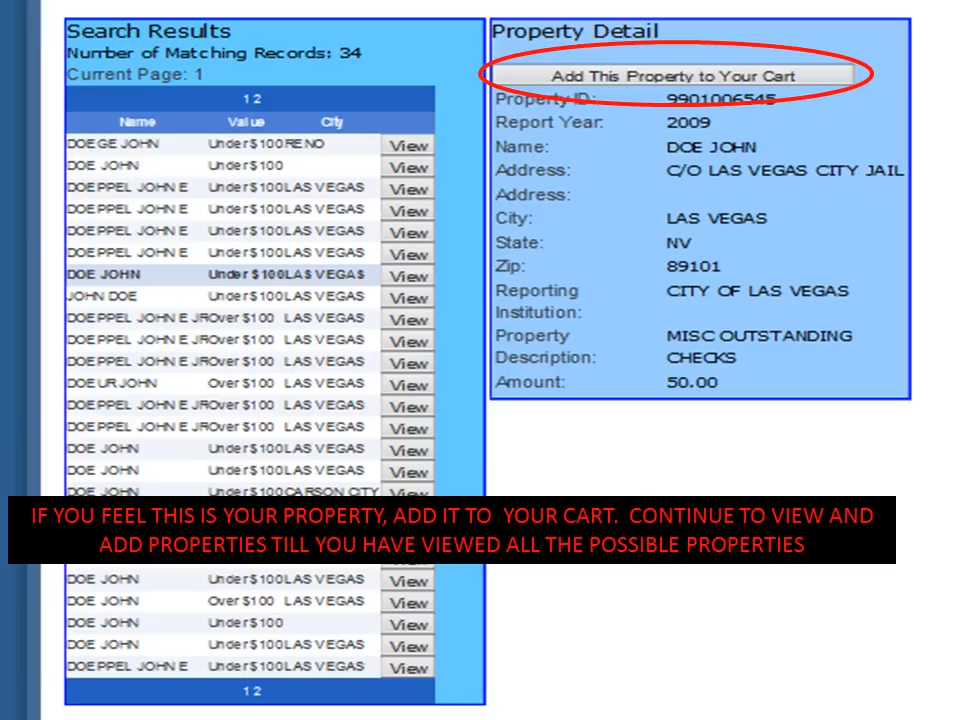 Search Results
Number of Matching Records: 34
Current Page: 1
1 2
Name Value City
DOEGE JOHN Under $100 RENO View
DOE JOHN Under $100 View
DOEPPEL JOHN E Under $100 LAS VEGAS View
DOEPPEL JOHN E Under $100 LAS VEGAS View
DOEPPEL JOHN E Under $100 LAS VEGAS View
DOEPPEL JOHN E Under $100 LAS VEGAS View
DOE JOHN Under $100 LAS VEGAS View
JOHN DOE Under $100 LAS VEGAS View
DOEPPEL JOHN E JR Over $100 LAS VEGAS View
DOEPPEL JOHN E JR Over $100 LAS VEGAS View
DOEPPEL JOHN E JR Over $100 LAS VEGAS View
DOEUR JOHN Over $100 LAS VEGAS View
DOEPPEL JOHN E JR Over $100 LAS VEGAS View
DOEPPEL JOHN E JR Over $100 LAS VEGAS View
DOE JOHN Under $100 LAS VEGAS View
DOE JOHN Under $100 LAS VEGAS View
DOE JOHN Under $100 CARSON CITY View
DOE JOHN Under $100 LAS VEGAS View
DOE JOHN Over $100 LAS VEGAS View
DOE JOHN Under $100 View
DOE JOHN Under $100 LAS VEGAS View
DOEPPEL JOHN E Under $100 LAS VEGAS View
1 2
Property Detail
Add This Property to Your Cart
Property ID: 9901006545
Report Year: 2009
Name: DOE JOHN
Address: C/O LAS VEGAS CITY JAIL
Address:
City: LAS VEGAS
State: NV
Zip: 89101
Reporting CITY OF LAS VEGAS
Institution:
Property MISC OUTSTANDING
Description: CHECKS
Amount: 50.00
IF YOU FEEL THIS IS YOUR PROPERTY, ADD IT TO YOUR CART. CONTINUE TO VIEW AND
ADD PROPERTIES TILL YOU HAVE VIEWED ALL THE POSSIBLE PROPERTIES